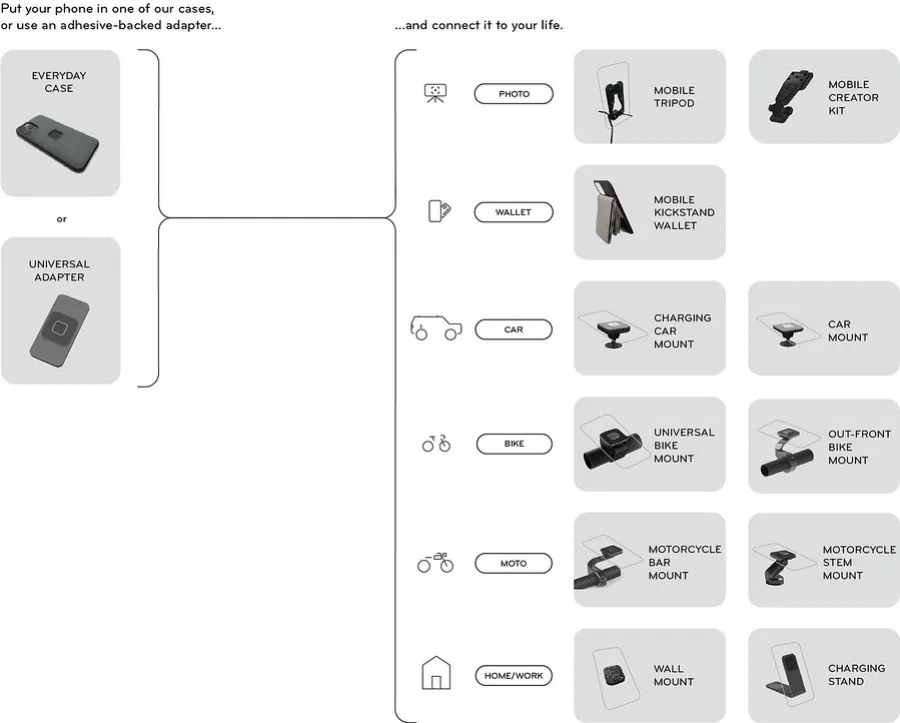 Put your phone in one of our cases,
or use an adhesive-backed adapter...
...and connect it to your life.
EVERYDAY
CASE
or
UNIVERSAL
ADAPTER
PHOTO
MOBILE
TRIPOD
MOBILE
CREATOR
KIT
WALLET
MOBILE
KICKSTAND
WALLET
CAR
CHARGING
CAR
MOUNT
CAR
MOUNT
BIKE
UNIVERSAL
BIKE
MOUNT
OUT-FRONT
BIKE
MOUNT
MOTO
MOTORCYCLE
BAR
MOUNT
MOTORCYCLE
STEM
MOUNT
HOME/WORK
WALL
MOUNT
CHARGING
STAND